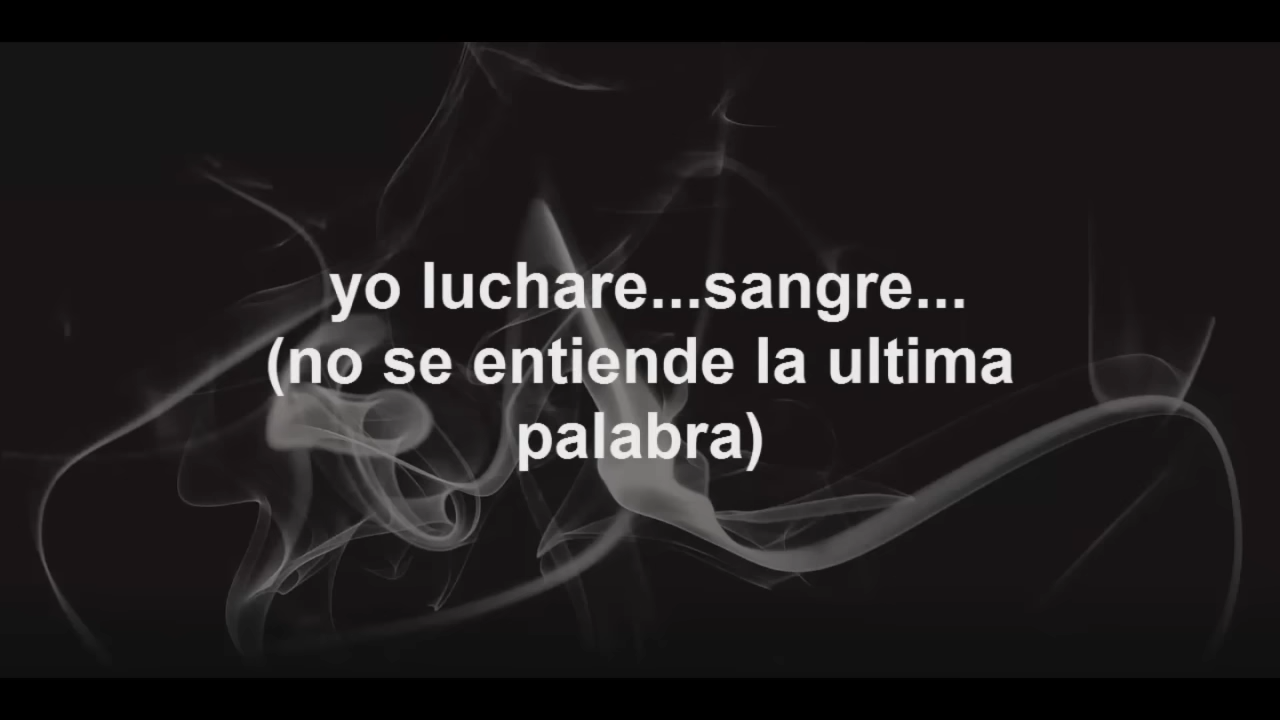 yo luchare...sangre...
(no se entiende la ultima
palabra)